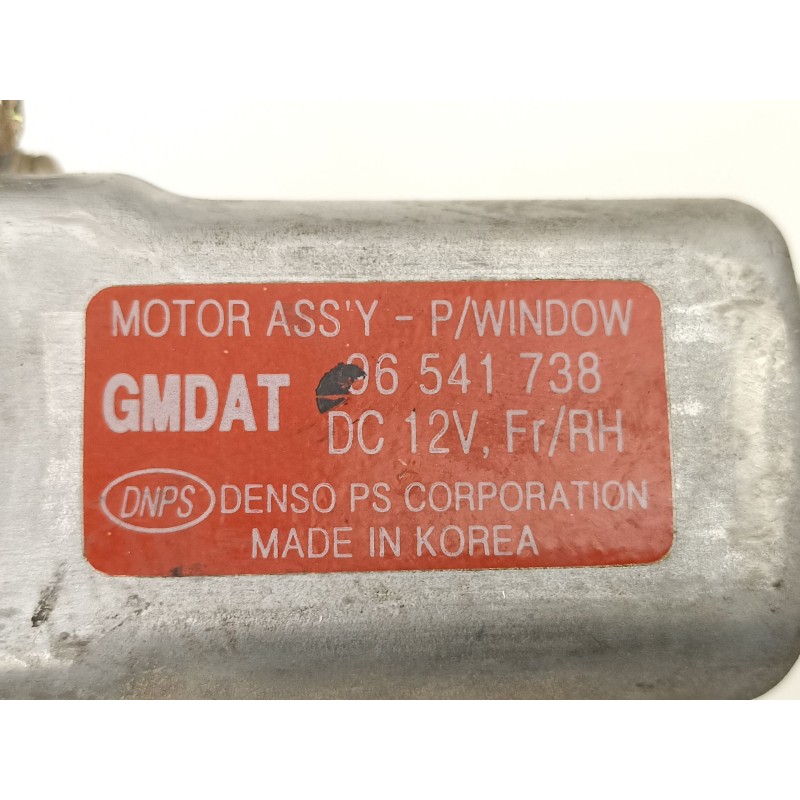 MOTOR ASS'Y - P/WINDOW
GMDAT 96 541 738
DC 12V, Fr/RH
DNPS DENSO PS CORPORATION
MADE IN KOREA